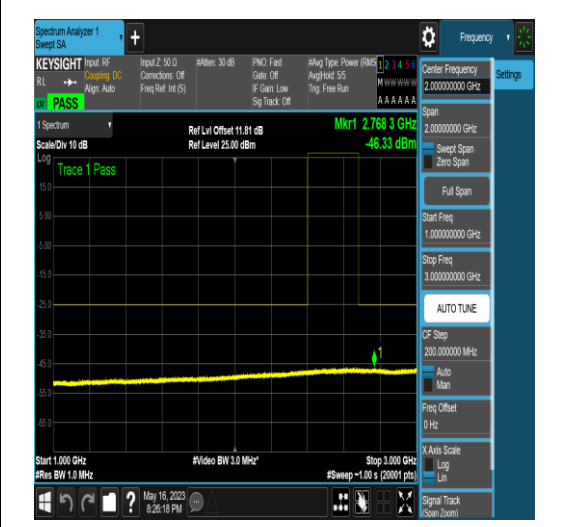 Spectrum Analyzer 1
Swept SA
Frequency
KEYSIGHT
RL
PASS
Input: RF
Coupling: DC
Align: Auto
Input Z: 50 Ω
Corrections: Off
Freq Ref: Int (S)
#Atten: 30 dB
PNO: Fast
Gate: Off
IF Gain: Low
Sig Track: Off
#Avg Type: Power (RMS
Avg|Hold: 5/5
Trig: Free Run
1 2 3 4 5 6
M W W W W W
A A A A A A
1 Spectrum
Scale/Div 10 dB
Ref Lvl Offset 11.81 dB
Ref Level 25.00 dBm
Mkr1 2.768 3 GHz
-46.33 dBm
Log
Trace 1 Pass
15.0
5.00
-5.00
-15.0
-25.0
-35.0
-45.0
-55.0
-65.0
1
Start 1.000 GHz
#Res BW 1.0 MHz
#Video BW 3.0 MHz*
Stop 3.000 GHz
#Sweep ~1.00 s (20001 pts)
?
May 16, 2023
8:26:18 PM
Settings
Center Frequency
2.000000000 GHz
Span
2.00000000 GHz
Swept Span
Zero Span
Full Span
Start Freq
1.000000000 GHz
Stop Freq
3.000000000 GHz
AUTO TUNE
CF Step
200.000000 MHz
Auto
Man
Freq Offset
0 Hz
X Axis Scale
Log
Lin
Signal Track
(Span Zoom)